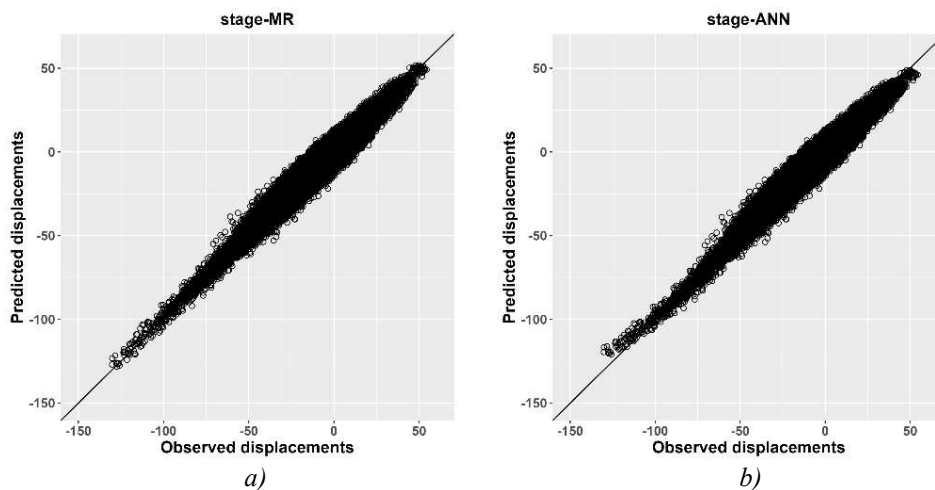 stage-MR
50
0
-50
-100
-150
Predicted displacements
-150 -100 -50 0 50
Observed displacements
a)
stage-ANN
50
0
-50
-100
-150
Predicted displacements
-150 -100 -50 0 50
Observed displacements
b)